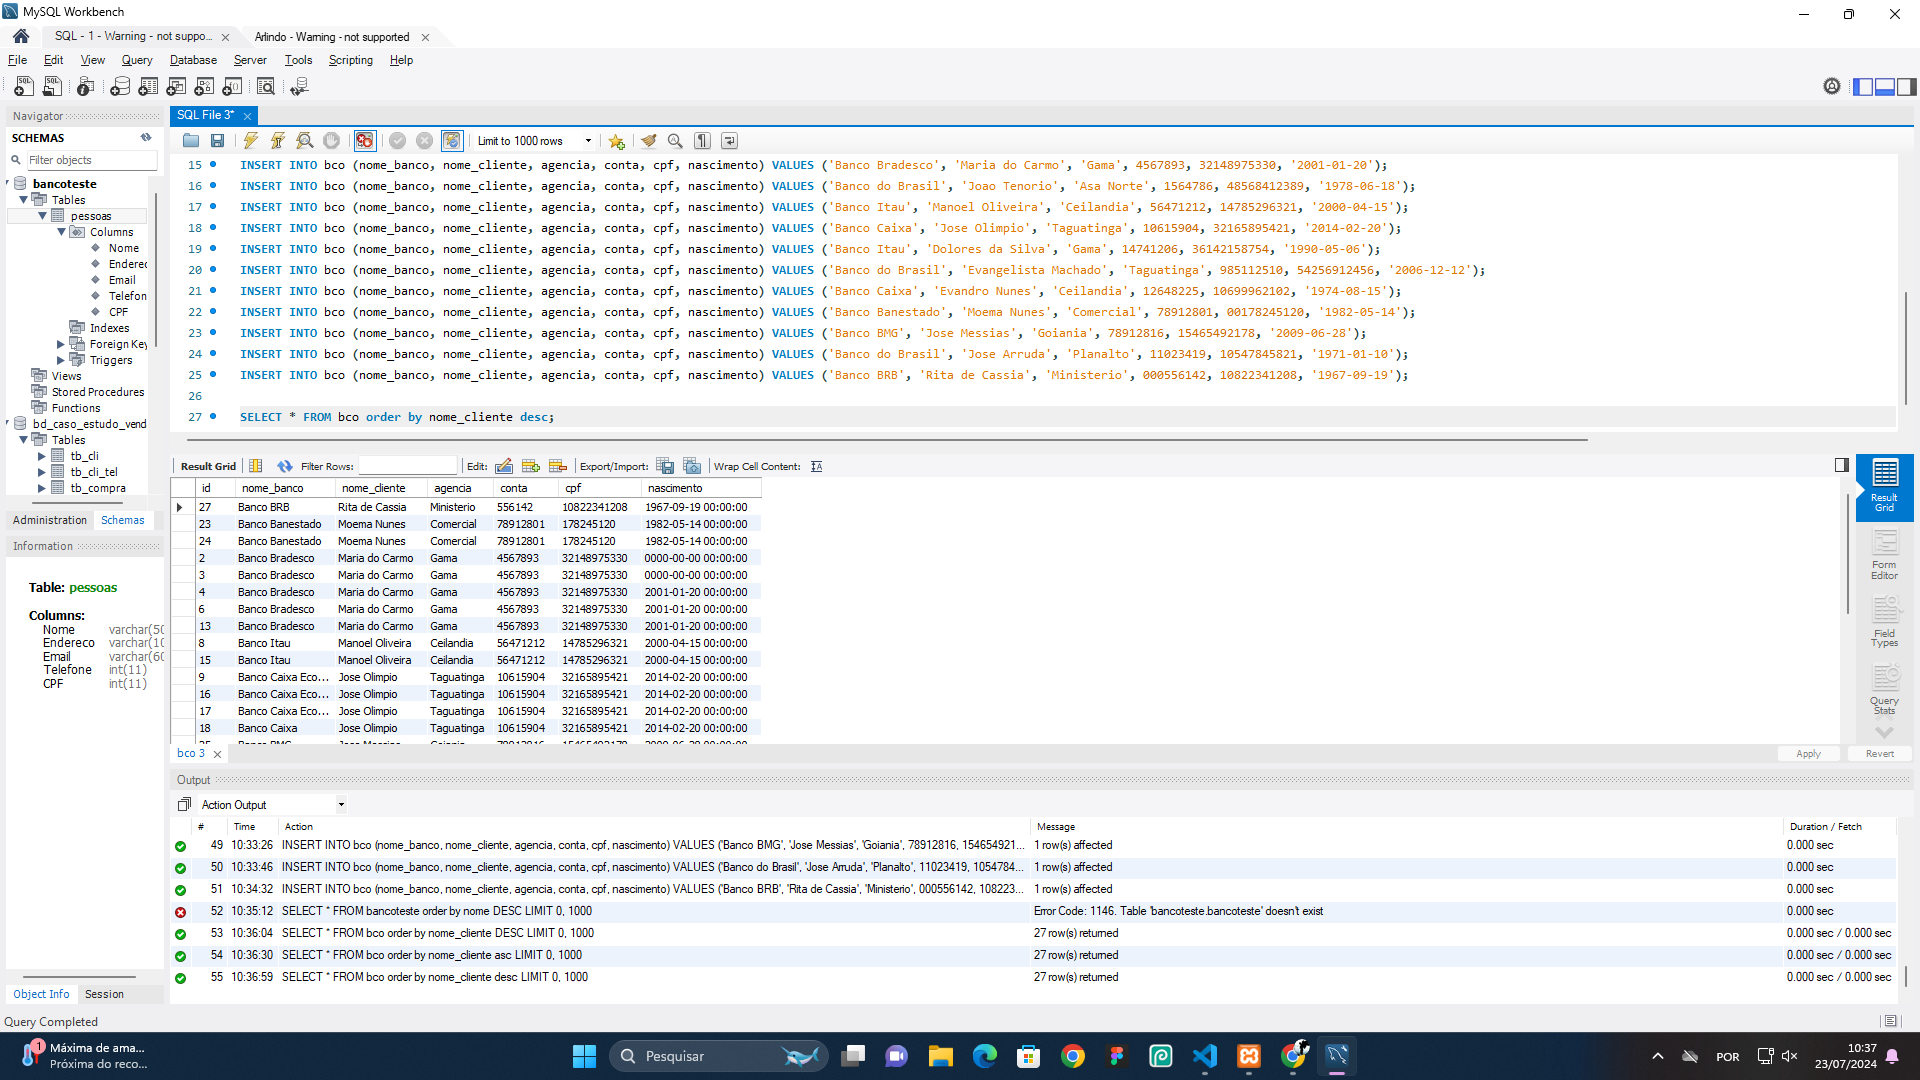 MySQL Workbench
SQL - 1 - Warning - not suppo...
Arlindo - Warning - not supported
File Edit View Query Database Server Tools Scripting Help
Navigator
SCHEMAS
Filter objects
bancoteste
Tables
pessoas
Columns
Nome
Enderec
Email
Telefon
CPF
Indexes
Foreign Key
Triggers
Views
Stored Procedures
Functions
bd_caso_estudo_vend
Tables
tb_cli
tb_cli_tel
tb_compra
Administration Schemas
Information
Table: pessoas
Columns:
Nome varchar(50
Endereco varchar(10
Email varchar(60
Telefone int(11)
CPF int(11)
Object Info Session
Query Completed
SQL File 3*
Limit to 1000 rows
15 INSERT INTO bco (nome_banco, nome_cliente, agencia, conta, cpf, nascimento) VALUES ('Banco Bradesco', 'Maria do Carmo', 'Gama', 4567893, 32148975330, '2001-01-20');
16 INSERT INTO bco (nome_banco, nome_cliente, agencia, conta, cpf, nascimento) VALUES ('Banco do Brasil', 'Joao Tenorio', 'Asa Norte', 1564786, 48568412389, '1978-06-18');
17 INSERT INTO bco (nome_banco, nome_cliente, agencia, conta, cpf, nascimento) VALUES ('Banco Itau', 'Manoel Oliveira', 'Ceilandia', 56471212, 14785296321, '2000-04-15');
18 INSERT INTO bco (nome_banco, nome_cliente, agencia, conta, cpf, nascimento) VALUES ('Banco Caixa', 'Jose Olimpio', 'Taguatinga', 10615904, 32165895421, '2014-02-20');
19 INSERT INTO bco (nome_banco, nome_cliente, agencia, conta, cpf, nascimento) VALUES ('Banco Itau', 'Dolores da Silva', 'Gama', 14741206, 36142158754, '1990-05-06');
20 INSERT INTO bco (nome_banco, nome_cliente, agencia, conta, cpf, nascimento) VALUES ('Banco do Brasil', 'Evangelista Machado', 'Taguatinga', 985112510, 54256912456, '2006-12-12');
21 INSERT INTO bco (nome_banco, nome_cliente, agencia, conta, cpf, nascimento) VALUES ('Banco Caixa', 'Evandro Nunes', 'Ceilandia', 12648225, 10699962102, '1974-08-15');
22 INSERT INTO bco (nome_banco, nome_cliente, agencia, conta, cpf, nascimento) VALUES ('Banco Banestado', 'Moema Nunes', 'Comercial', 78912801, 00178245120, '1982-05-14');
23 INSERT INTO bco (nome_banco, nome_cliente, agencia, conta, cpf, nascimento) VALUES ('Banco BMG', 'Jose Messias', 'Goiania', 78912816, 15465492178, '2009-06-28');
24 INSERT INTO bco (nome_banco, nome_cliente, agencia, conta, cpf, nascimento) VALUES ('Banco do Brasil', 'Jose Arruda', 'Planalto', 11023419, 10547845821, '1971-01-10');
25 INSERT INTO bco (nome_banco, nome_cliente, agencia, conta, cpf, nascimento) VALUES ('Banco BRB', 'Rita de Cassia', 'Ministerio', 000556142, 10822341208, '1967-09-19');
26
27 SELECT * FROM bco order by nome_cliente desc;
Result Grid Filter Rows: Edit: Export/Import: Wrap Cell Content:
id nome_banco nome_cliente agencia conta cpf nascimento
27 Banco BRB Rita de Cassia Ministerio 556142 10822341208 1967-09-19 00:00:00
23 Banco Banestado Moema Nunes Comercial 78912801 178245120 1982-05-14 00:00:00
24 Banco Banestado Moema Nunes Comercial 78912801 178245120 1982-05-14 00:00:00
2 Banco Bradesco Maria do Carmo Gama 4567893 32148975330 0000-00-00 00:00:00
3 Banco Bradesco Maria do Carmo Gama 4567893 32148975330 0000-00-00 00:00:00
4 Banco Bradesco Maria do Carmo Gama 4567893 32148975330 2001-01-20 00:00:00
6 Banco Bradesco Maria do Carmo Gama 4567893 32148975330 2001-01-20 00:00:00
13 Banco Bradesco Maria do Carmo Gama 4567893 32148975330 2001-01-20 00:00:00
8 Banco Itau Manoel Oliveira Ceilandia 56471212 14785296321 2000-04-15 00:00:00
15 Banco Itau Manoel Oliveira Ceilandia 56471212 14785296321 2000-04-15 00:00:00
9 Banco Caixa Eco... Jose Olimpio Taguatinga 10615904 32165895421 2014-02-20 00:00:00
16 Banco Caixa Eco... Jose Olimpio Taguatinga 10615904 32165895421 2014-02-20 00:00:00
17 Banco Caixa Eco... Jose Olimpio Taguatinga 10615904 32165895421 2014-02-20 00:00:00
18 Banco Caixa Jose Olimpio Taguatinga 10615904 32165895421 2014-02-20 00:00:00
Result Grid
Form Editor
Field Types
Query Stats
bco 3
Apply Revert
Output
Action Output
# Time Action Message Duration / Fetch
49 10:33:26 INSERT INTO bco (nome_banco, nome_cliente, agencia, conta, cpf, nascimento) VALUES ('Banco BMG', 'Jose Messias', 'Goiania', 78912816, 154654921... 1 row(s) affected 0.000 sec
50 10:33:46 INSERT INTO bco (nome_banco, nome_cliente, agencia, conta, cpf, nascimento) VALUES ('Banco do Brasil', 'Jose Arruda', 'Planalto', 11023419, 1054784... 1 row(s) affected 0.000 sec
51 10:34:32 INSERT INTO bco (nome_banco, nome_cliente, agencia, conta, cpf, nascimento) VALUES ('Banco BRB', 'Rita de Cassia', 'Ministerio', 000556142, 108223... 1 row(s) affected 0.000 sec
52 10:35:12 SELECT * FROM bancoteste order by nome DESC LIMIT 0, 1000 Error Code: 1146. Table 'bancoteste.bancoteste' doesn't exist 0.000 sec
53 10:36:04 SELECT * FROM bco order by nome_cliente DESC LIMIT 0, 1000 27 row(s) returned 0.000 sec / 0.000 sec
54 10:36:30 SELECT * FROM bco order by nome_cliente asc LIMIT 0, 1000 27 row(s) returned 0.000 sec / 0.000 sec
55 10:36:59 SELECT * FROM bco order by nome_cliente desc LIMIT 0, 1000 27 row(s) returned 0.000 sec / 0.000 sec
1
Máxima de ama...
Próxima do reco...
Pesquisar
POR
10:37
23/07/2024